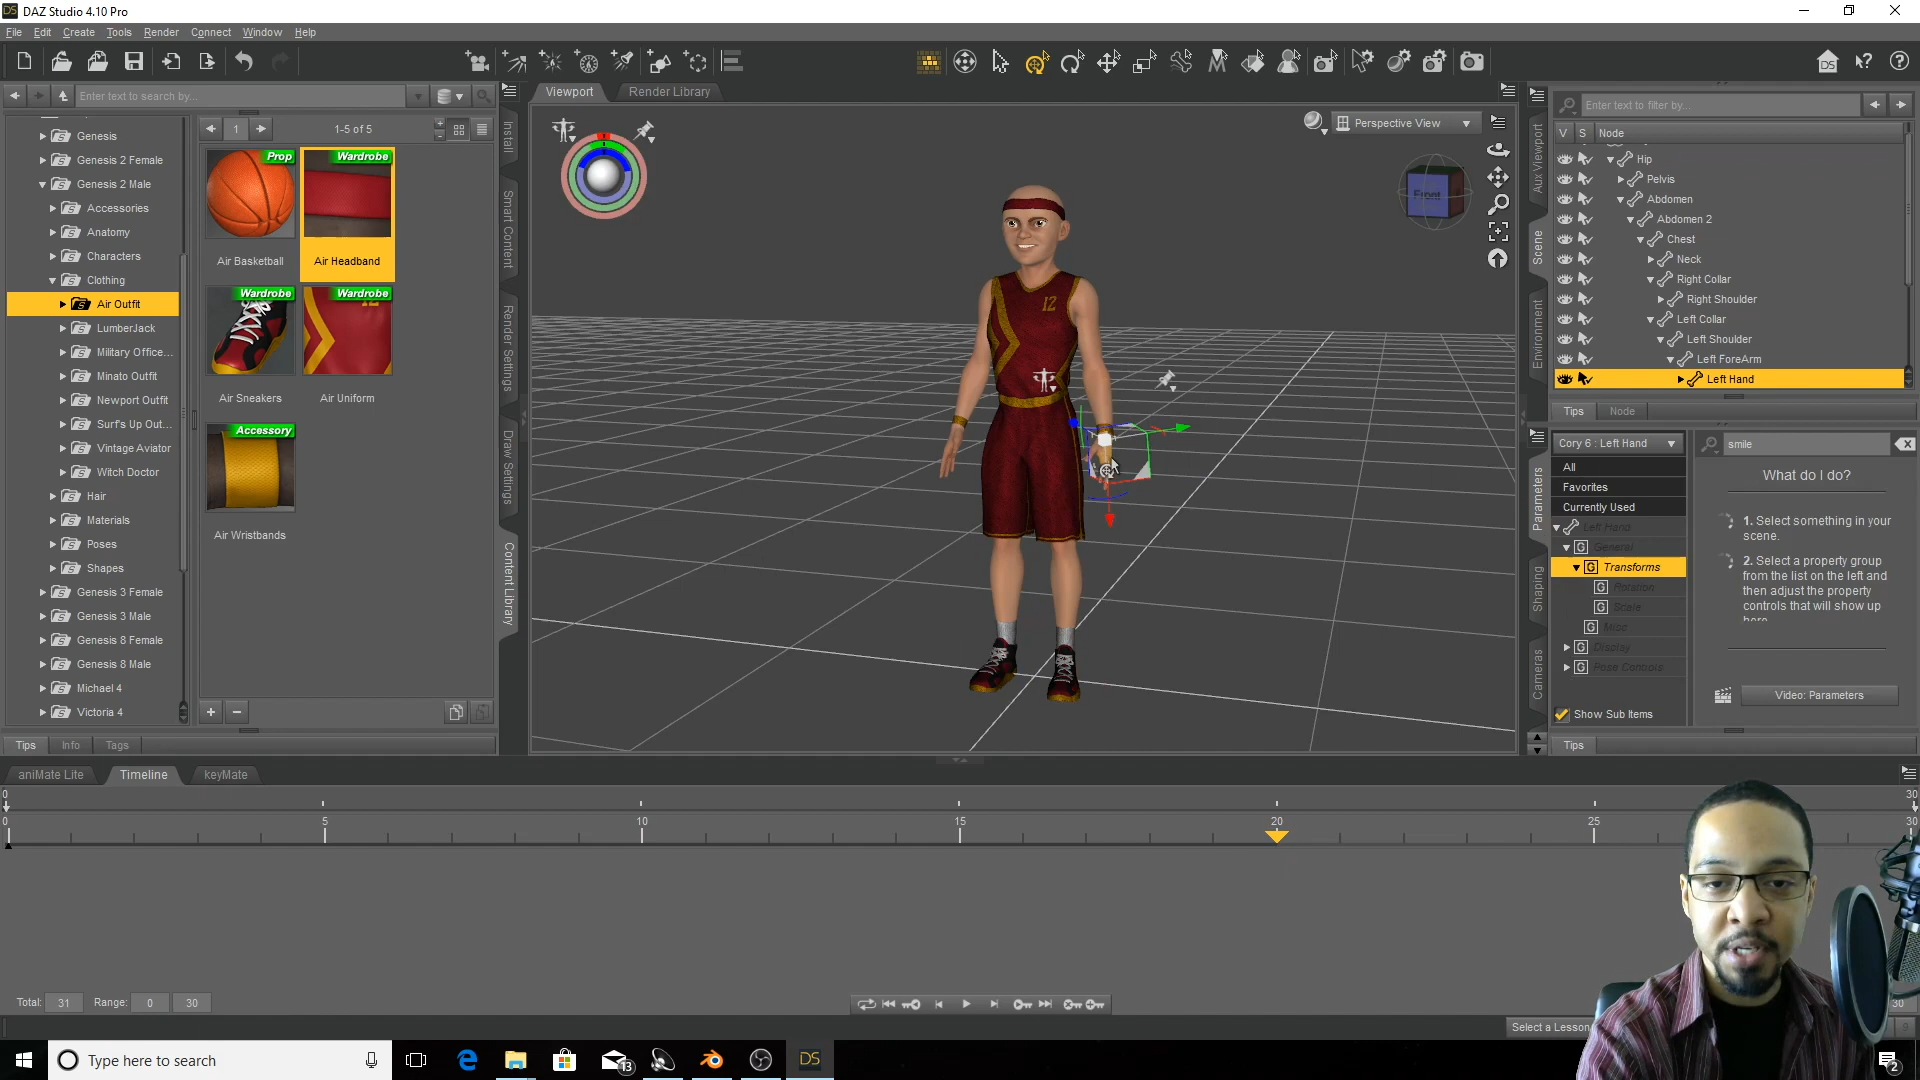 DAZ Studio 4.10 Pro
File Edit Create Tools Render Connect Window Help
Enter text to search by...
Genesis
Genesis 2 Female
Genesis 2 Male
Accessories
Anatomy
Characters
Clothing
Air Outfit
LumberJack
Military Office...
Minato Outfit
Newport Outfit
Surf's Up Out...
Vintage Aviator
Witch Doctor
Hair
Materials
Poses
Shapes
Genesis 3 Female
Genesis 3 Male
Genesis 8 Female
Genesis 8 Male
Michael 4
Victoria 4
1 1-5 of 5
Prop Wardrobe
Air Basketball Air Headband
Wardrobe Wardrobe
Air Sneakers Air Uniform
Accessory
Air Wristbands
Tips Info Tags
Install
Smart Content
Render Settings
Draw Settings
Content Library
Viewport Render Library
Perspective View
Front
12
Aux Viewport
Scene
Environment
Enter text to filter by...
V S Node
Hip
Pelvis
Abdomen
Abdomen 2
Chest
Neck
Right Collar
Right Shoulder
Left Collar
Left Shoulder
Left ForeArm
Left Hand
Tips Node
Parameters
Shaping
Cameras
Cory 6 : Left Hand
All
Favorites
Currently Used
Left Hand
General
Transforms
Rotation
Scale
Misc
Display
Pose Controls
Show Sub Items
smile
What do I do?
1. Select something in your
scene.
2. Select a property group
from the list on the left and
then adjust the property
controls that will show up
here.
Video: Parameters
Tips
aniMate Lite Timeline keyMate
0 30
0 5 10 15 20 25 30
Total: 31 Range: 0 30
30
Select a Lesson
9
Type here to search
13
DS
2